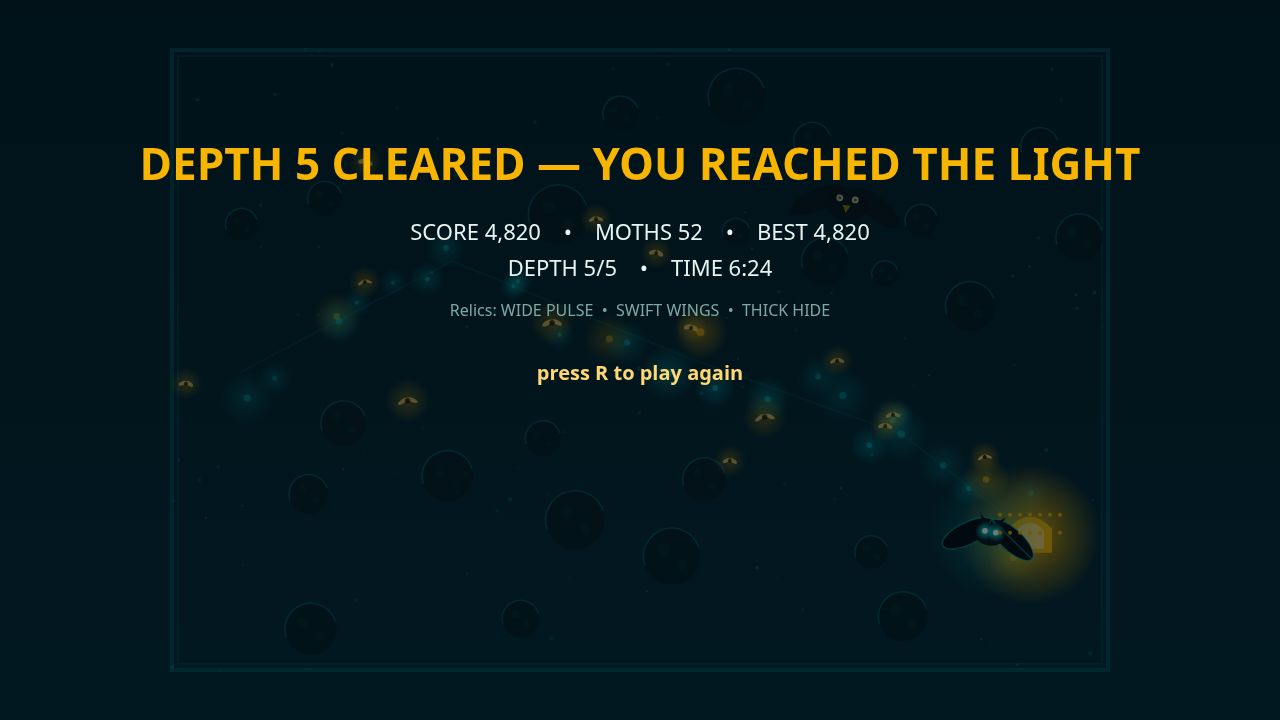 DEPTH 5 CLEARED — YOU REACHED THE LIGHT
SCORE 4,820 • MOTHS 52 • BEST 4,820
DEPTH 5/5 • TIME 6:24
Relics: WIDE PULSE • SWIFT WINGS • THICK HIDE
press R to play again